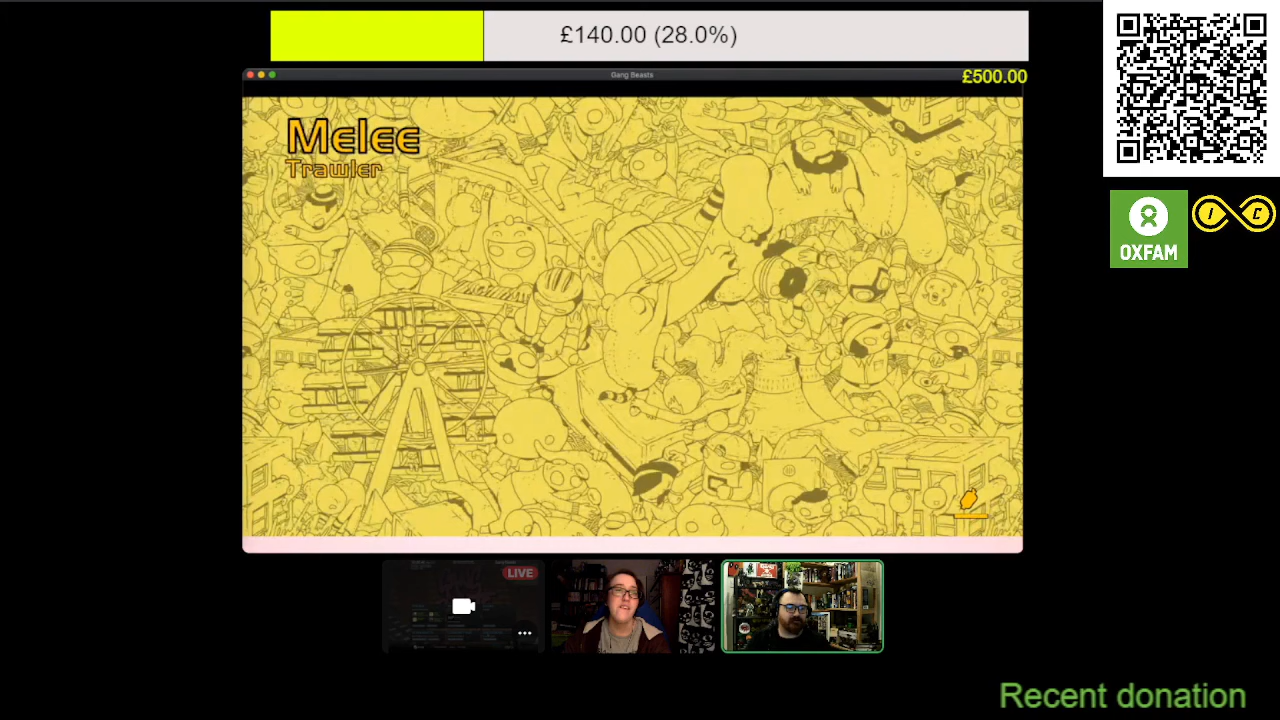 £140.00 (28.0%)
Gang Beasts
£500.00
Melee
Trawler
OXFAM
I C
LIVE
Recent donation